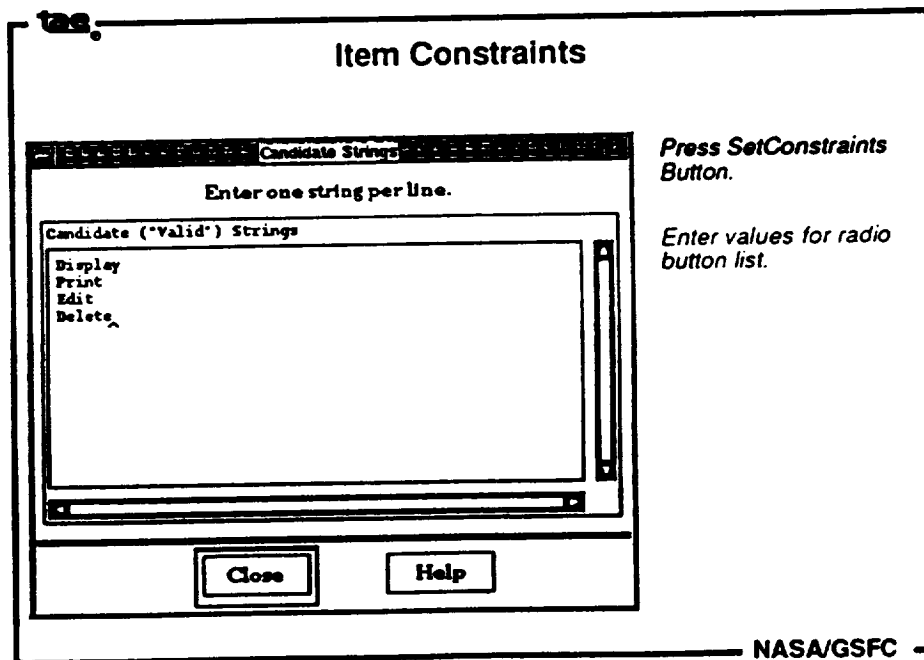 tae
Item Constraints
Candidate Strings
Enter one string per line.
Candidate ("Valid") Strings
Display
Print
Edit
Delete
Close
Help
Press SetConstraints
Button.
Enter values for radio
button list.
NASA/GSFC